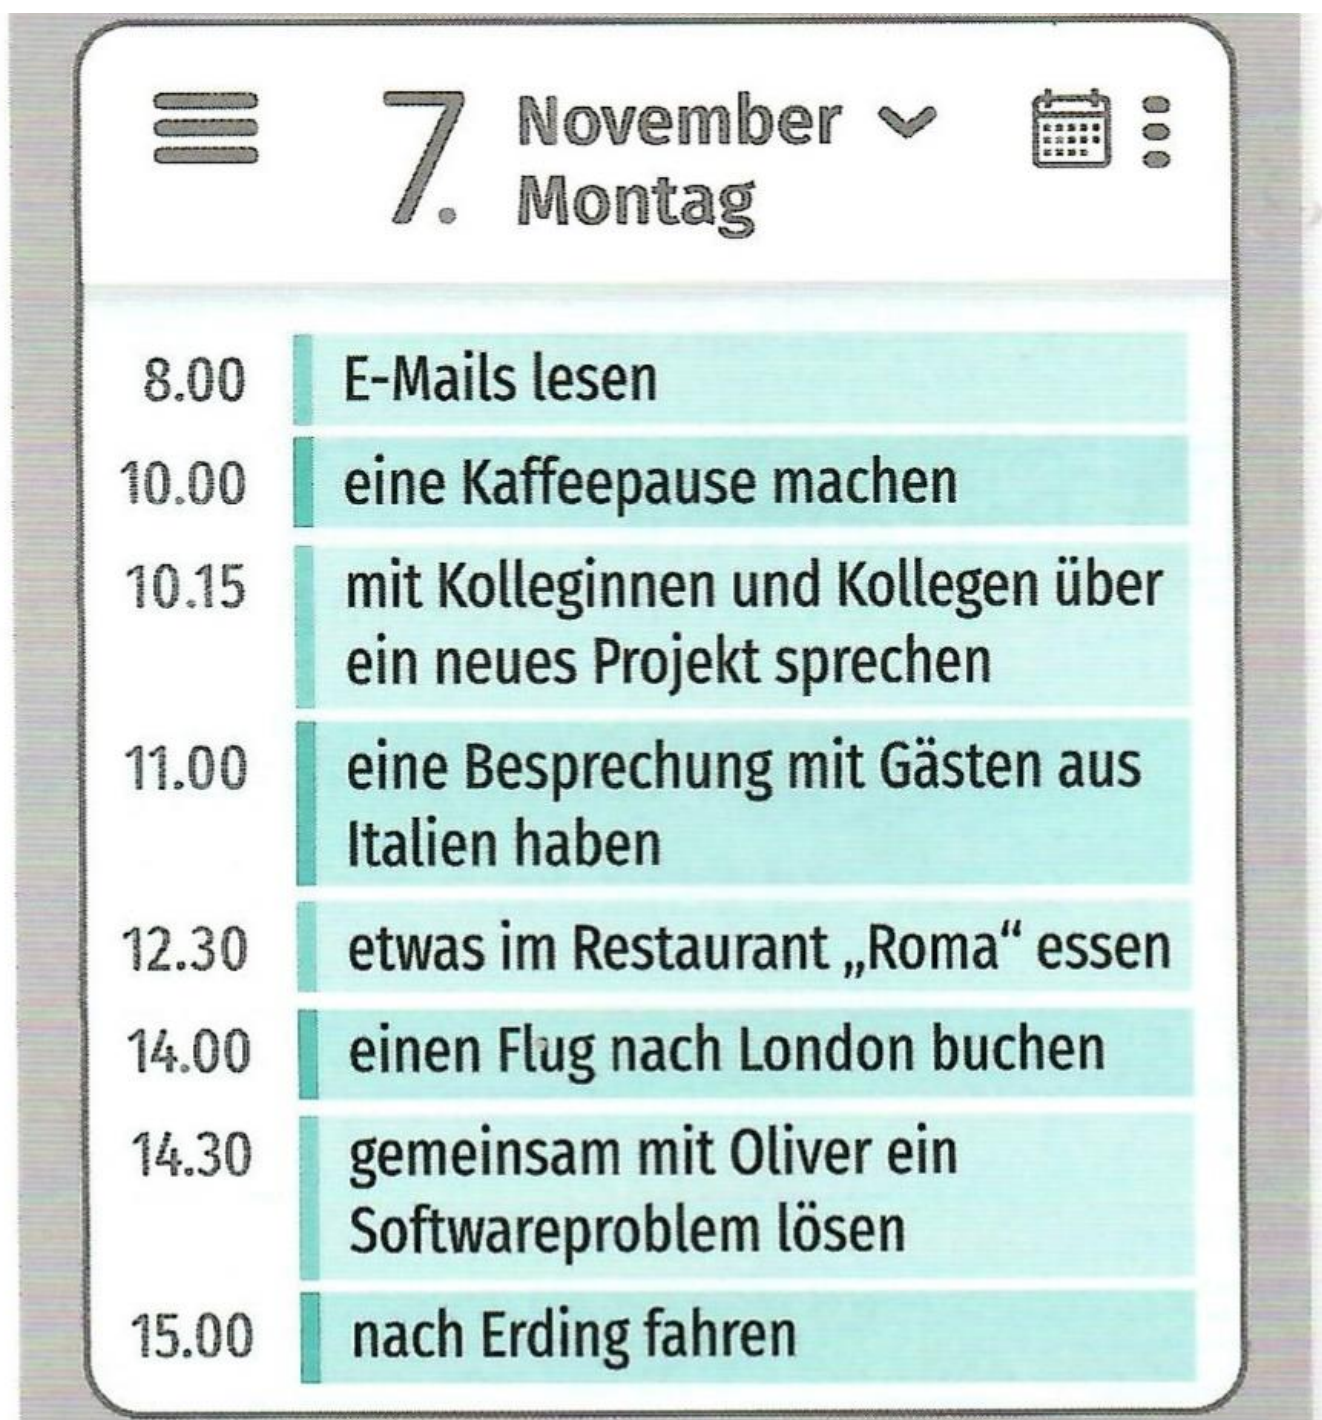 7. November
Montag
8.00 E-Mails lesen
10.00 eine Kaffeepause machen
10.15 mit Kolleginnen und Kollegen über
ein neues Projekt sprechen
11.00 eine Besprechung mit Gästen aus
Italien haben
12.30 etwas im Restaurant „Roma“ essen
14.00 einen Flug nach London buchen
14.30 gemeinsam mit Oliver ein
Softwareproblem lösen
15.00 nach Erding fahren